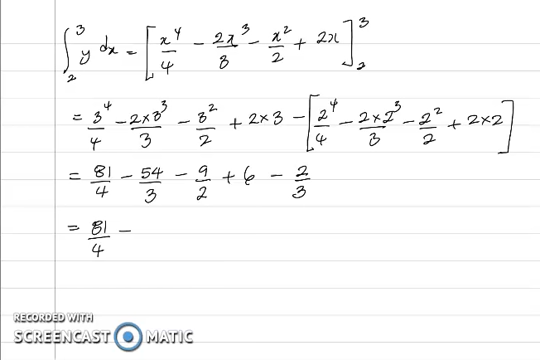 ∫₂³ y dx = [x⁴/4 - 2x³/3 - x²/2 + 2x]₂³
= 3⁴/4 - 2×3³/3 - 3²/2 + 2×3 - [2⁴/4 - 2×2³/3 - 2²/2 + 2×2]
= 81/4 - 54/3 - 9/2 + 6 - 2/3
= 81/4 -
RECORDED WITH
SCREENCAST MATIC